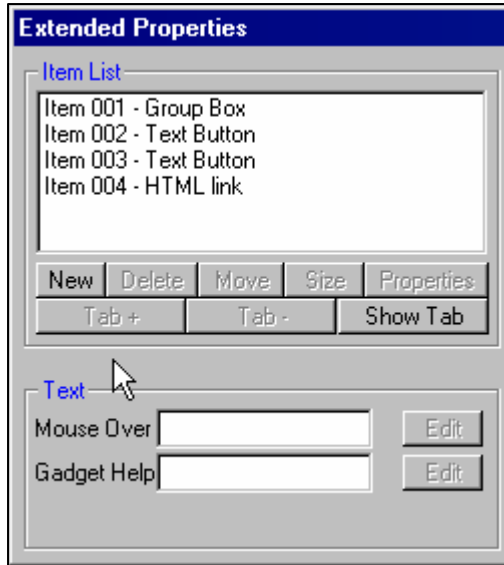 Extended Properties
Item List
Item 001 - Group Box
Item 002 - Text Button
Item 003 - Text Button
Item 004 - HTML link
New Delete Move Size Properties
Tab + Tab - Show Tab
Text
Mouse Over Edit
Gadget Help Edit